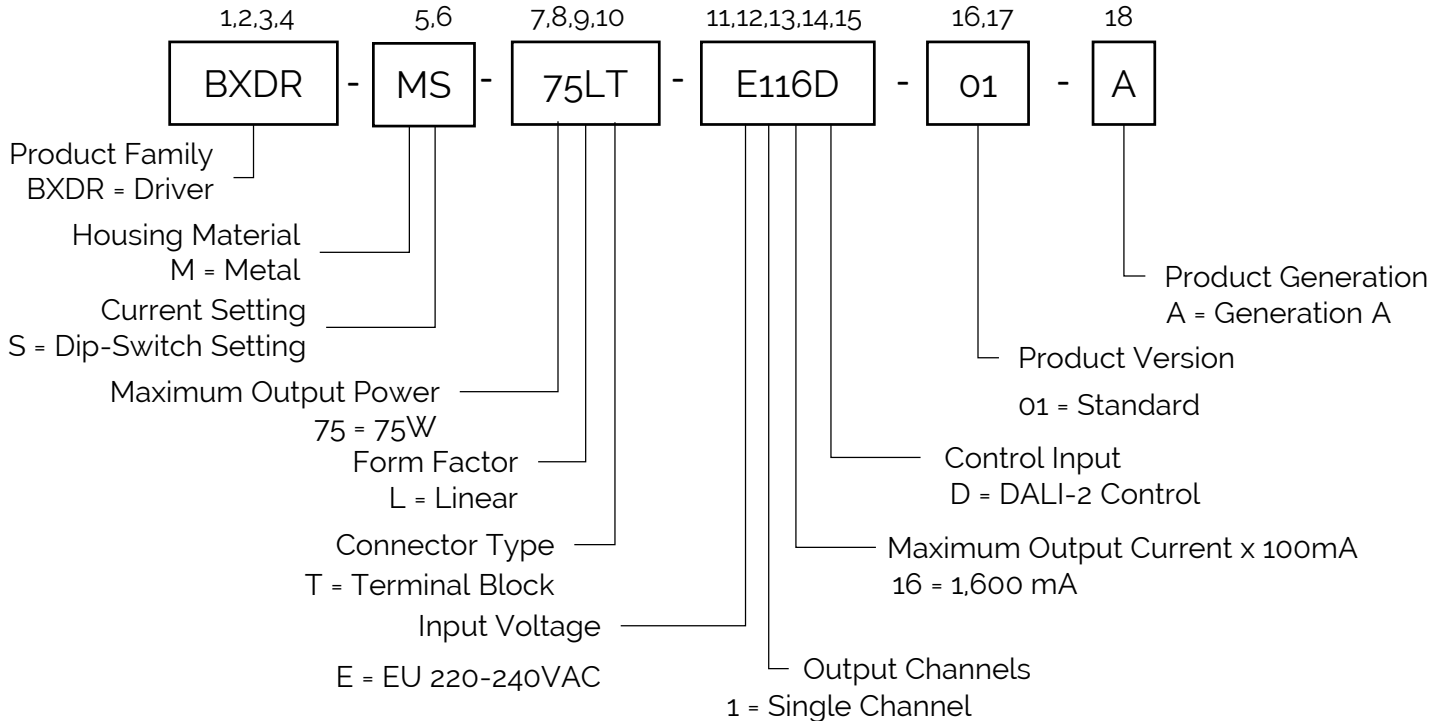 1,2,3,4 5,6 7,8,9,10 11,12,13,14,15 16,17 18
BXDR - MS - 75LT - E116D - 01 - A
Product Family
BXDR = Driver
Housing Material
M = Metal
Current Setting
S = Dip-Switch Setting
Maximum Output Power
75 = 75W
Form Factor
L = Linear
Connector Type
T = Terminal Block
Input Voltage
E = EU 220-240VAC
Output Channels
1 = Single Channel
Maximum Output Current x 100mA
16 = 1,600 mA
Control Input
D = DALI-2 Control
Product Version
01 = Standard
Product Generation
A = Generation A